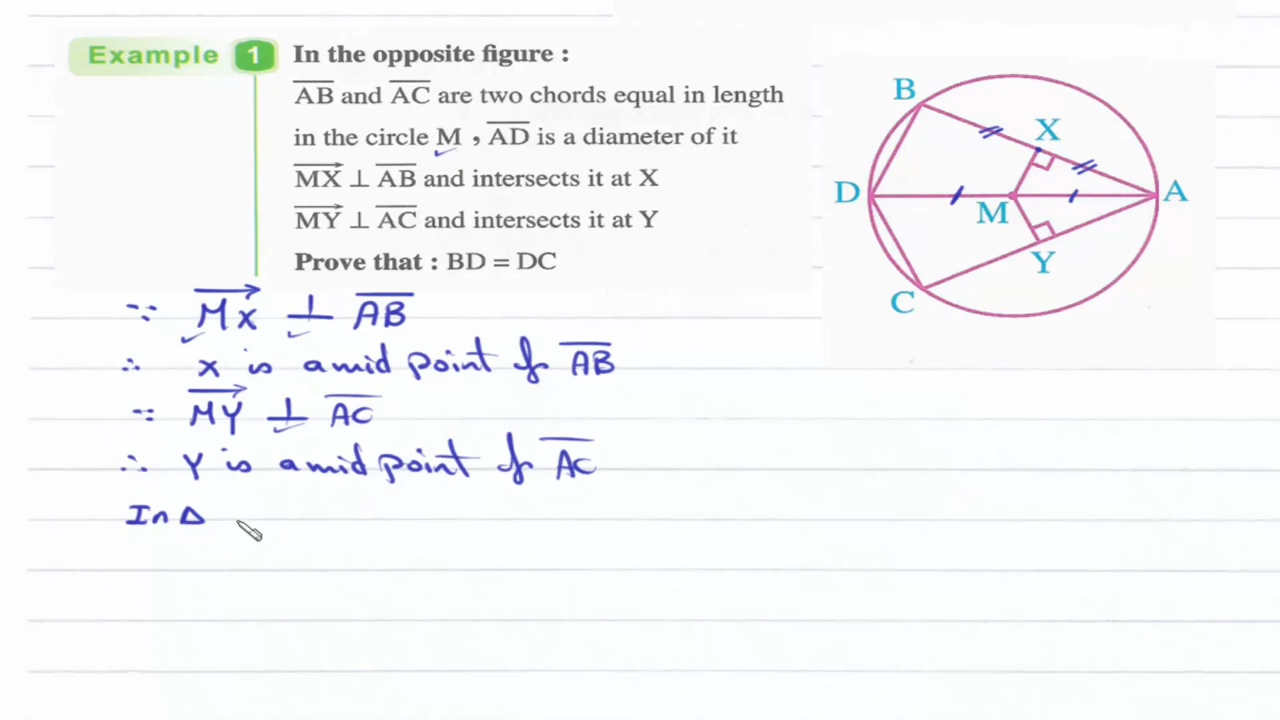 Example 1 In the opposite figure :
AB and AC are two chords equal in length
in the circle M , AD is a diameter of it
MX ⊥ AB and intersects it at X
MY ⊥ AC and intersects it at Y
Prove that : BD = DC
B
X
D
M
A
Y
C
∵ MX ⊥ AB
∴ X is a mid point of AB
∵ MY ⊥ AC
∴ Y is a mid point of AC
In Δ